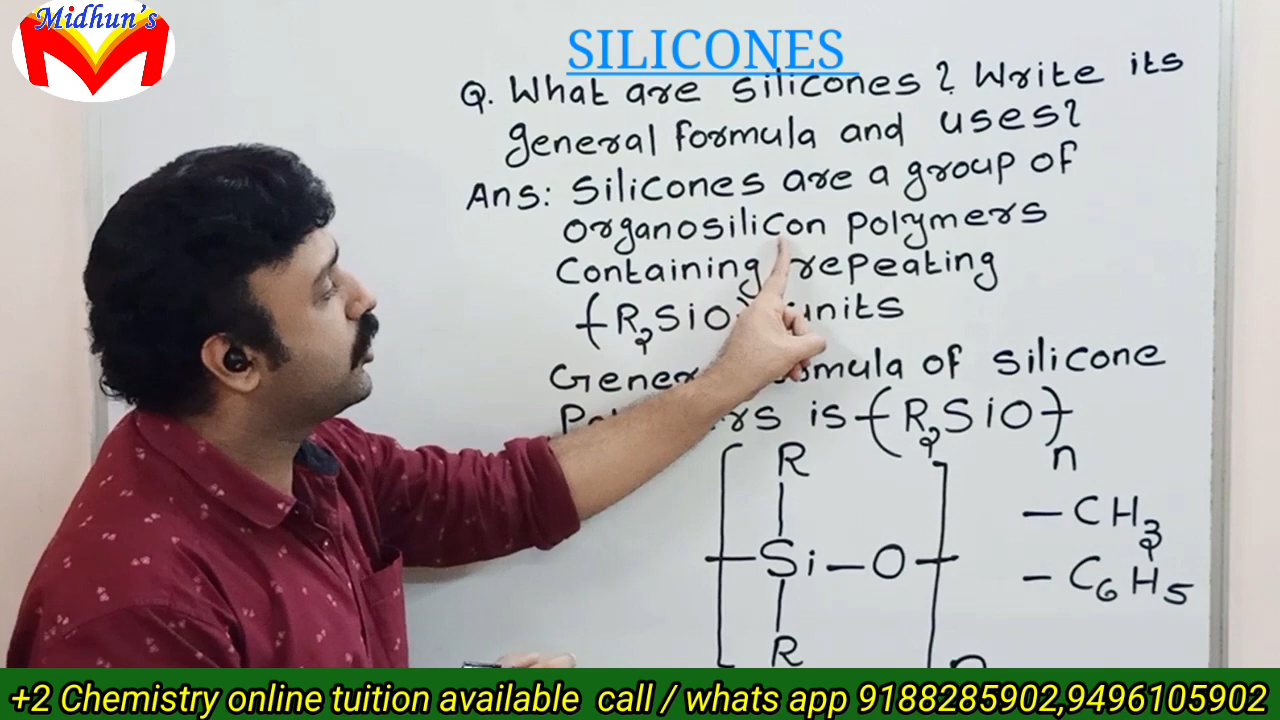 Midhun's
SILICONES
Q. What are silicones? Write its
general formula and uses?
Ans: Silicones are a group of
organosilicon polymers
Containing repeating
(R₂SiO) units
formula of silicone
is (R₂SiO)
n
R
Si – O
R
n
– CH₃
– C₆H₅
+2 Chemistry online tuition available call / whats app 9188285902,9496105902